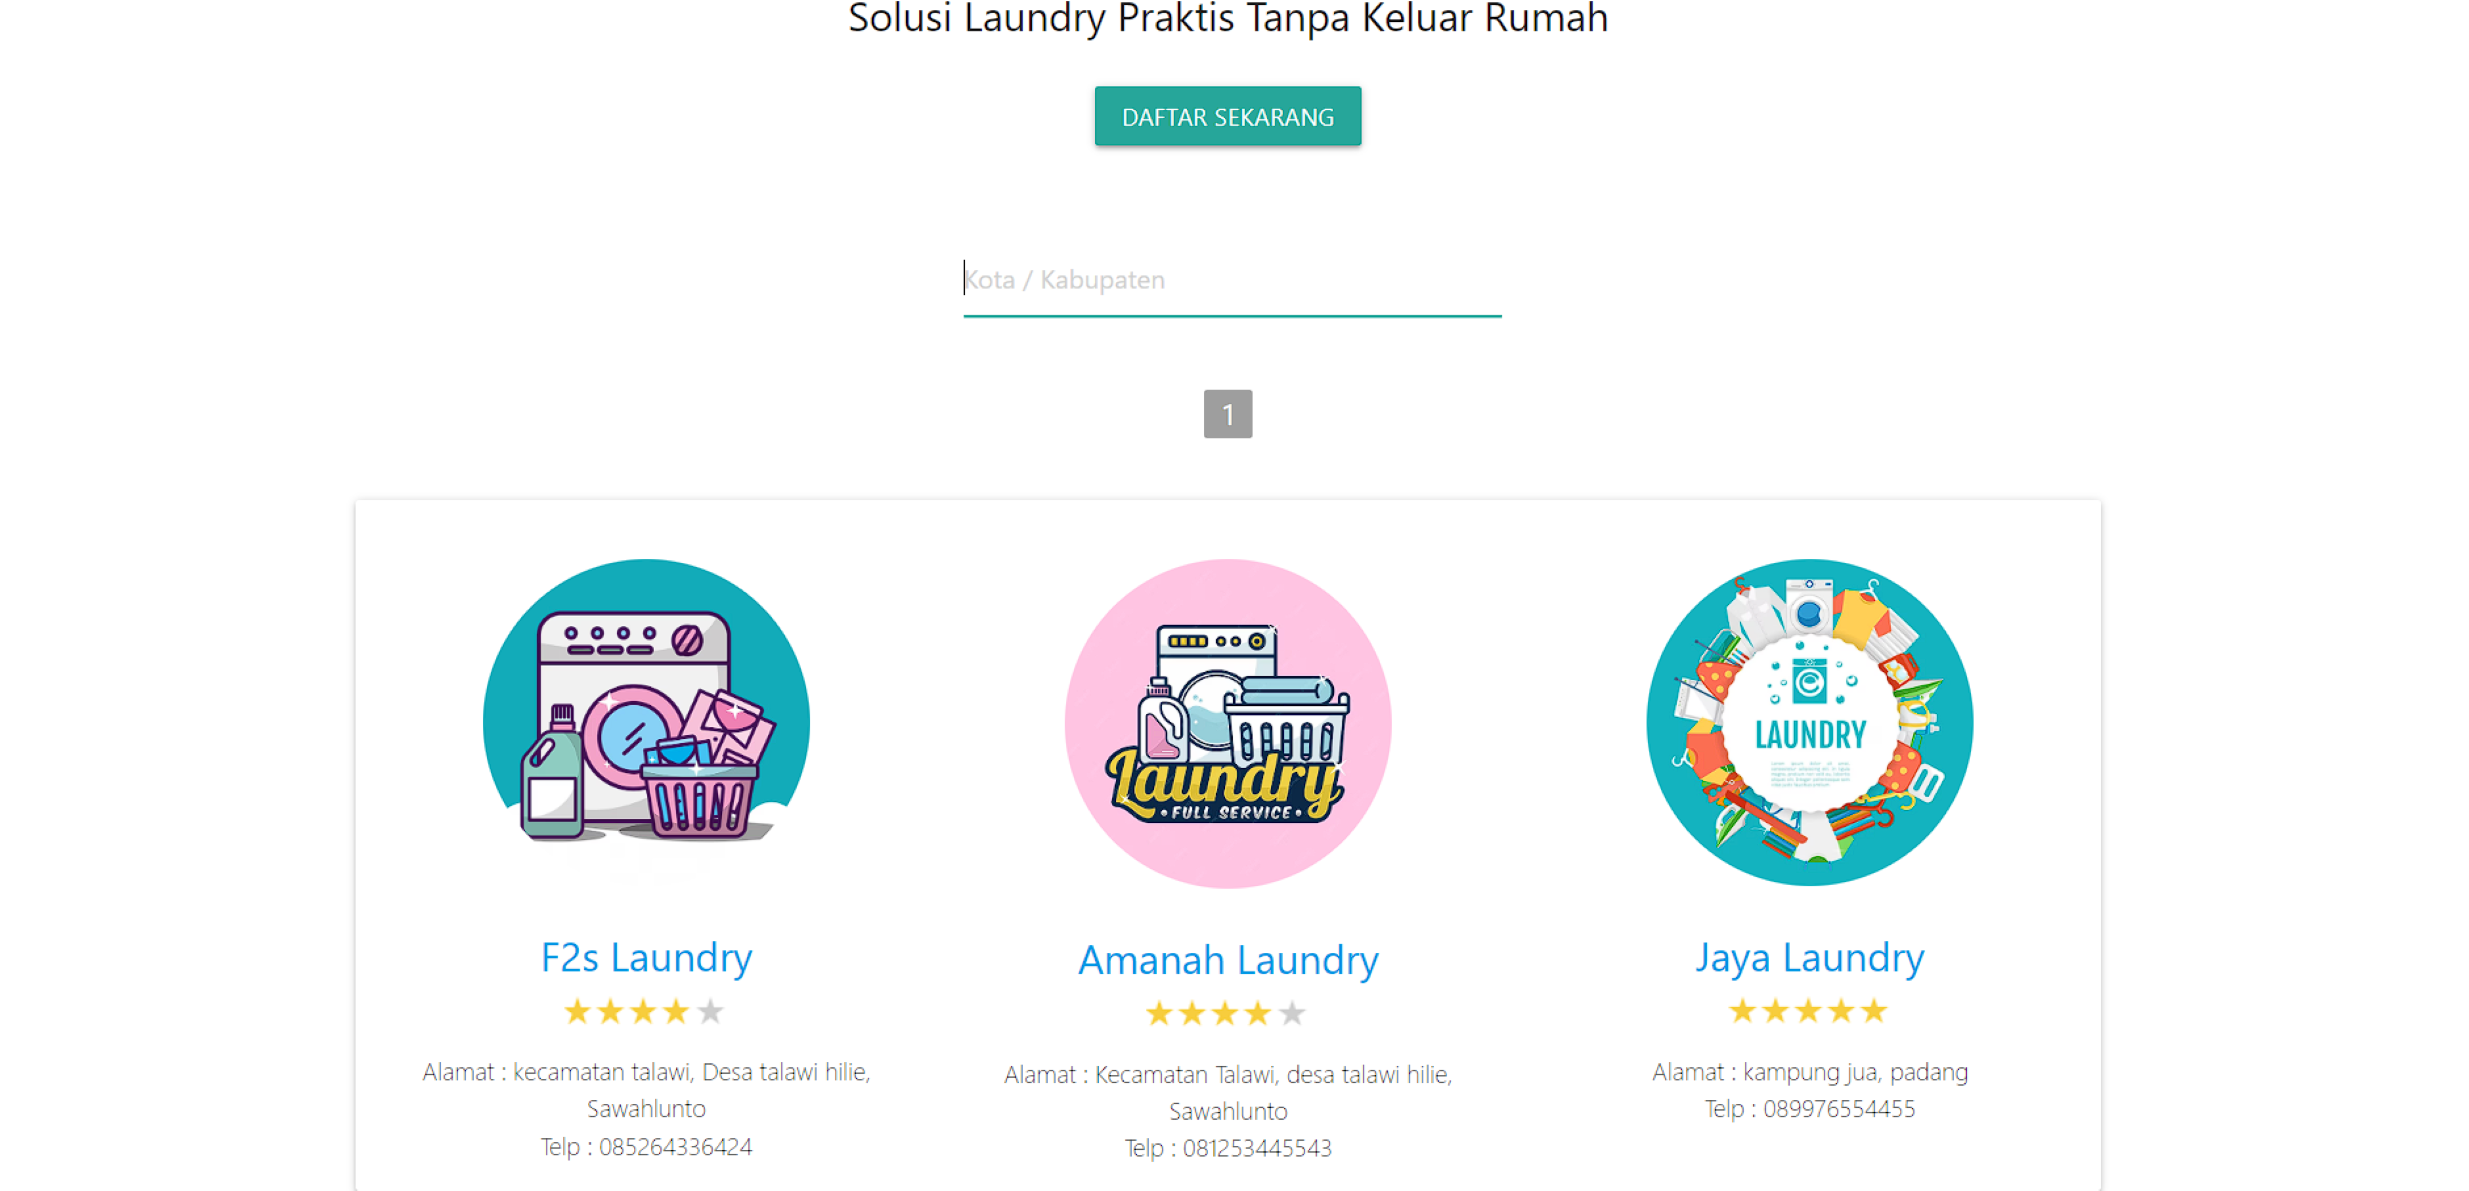 Solusi Laundry Praktis Tanpa Keluar Rumah
DAFTAR SEKARANG
Kota / Kabupaten
1
Laundry
• FULL SERVICE •
LAUNDRY
F2s Laundry
Amanah Laundry
Jaya Laundry
Alamat : kecamatan talawi, Desa talawi hilie,
Sawahlunto
Telp : 085264336424
Alamat : Kecamatan Talawi, desa talawi hilie,
Sawahlunto
Telp : 081253445543
Alamat : kampung jua, padang
Telp : 089976554455